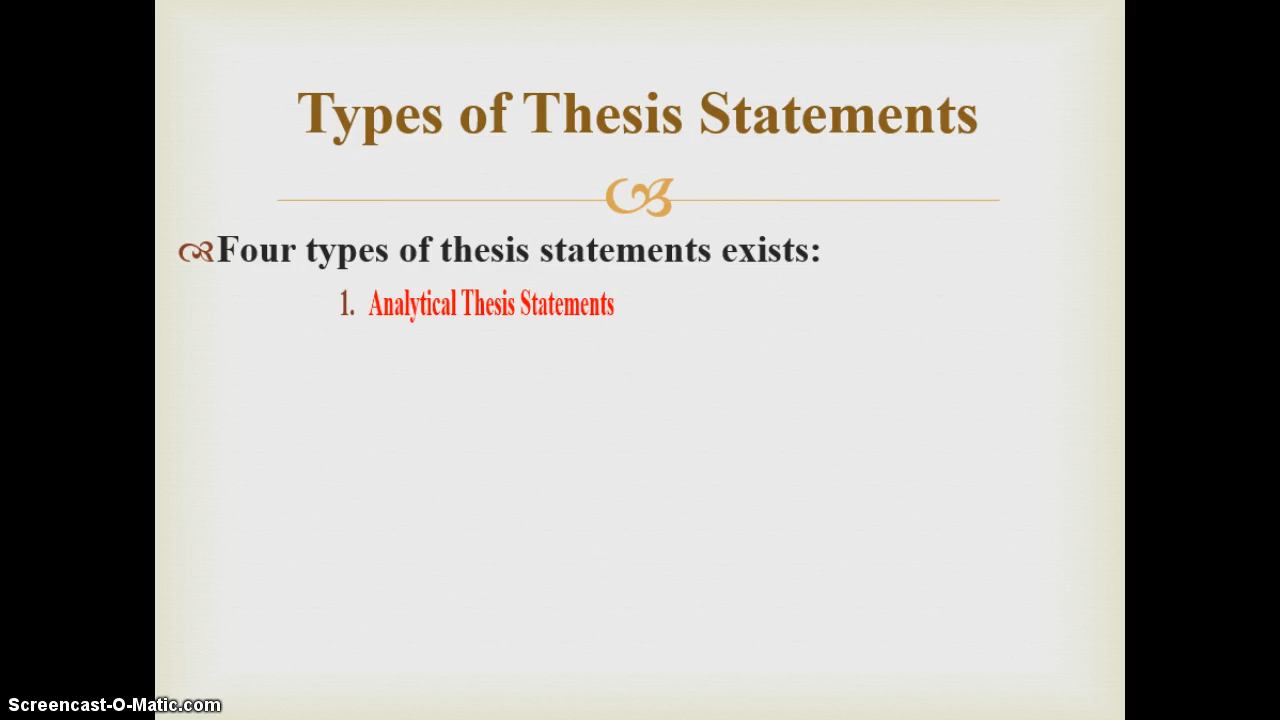 Types of Thesis Statements
Four types of thesis statements exists:
1. Analytical Thesis Statements
Screencast-O-Matic.com